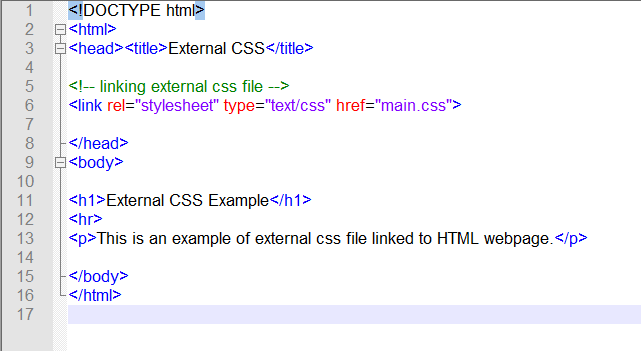 1 <!DOCTYPE html>
2 <html>
3 <head><title>External CSS</title>
4
5 <!-- linking external css file -->
6 <link rel="stylesheet" type="text/css" href="main.css">
7
8 </head>
9 <body>
10
11 <h1>External CSS Example</h1>
12 <hr>
13 <p>This is an example of external css file linked to HTML webpage.</p>
14
15 </body>
16 </html>
17